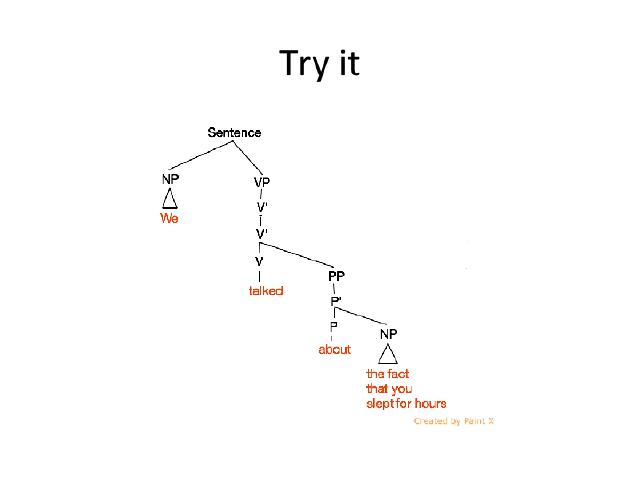 Try it
Sentence
NP
VP
We
V'
V'
V
PP
talked
P'
P
NP
about
the fact
that you
slept for hours
Created by Paint X